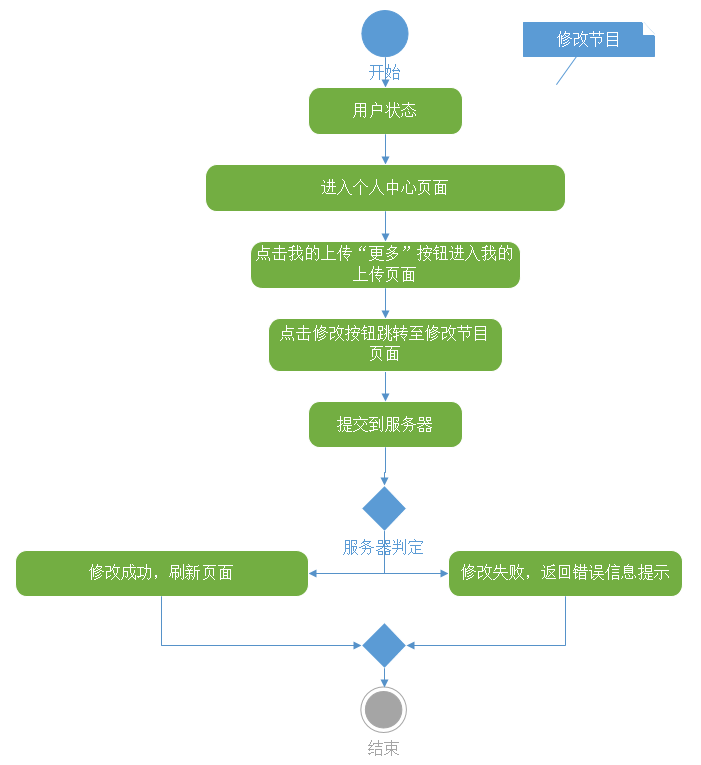 修改节目
开始
用户状态
进入个人中心页面
点击我的上传“更多”按钮进入我的
上传页面
点击修改按钮跳转至修改节目
页面
提交到服务器
服务器判定
修改成功，刷新页面
修改失败，返回错误信息提示
结束